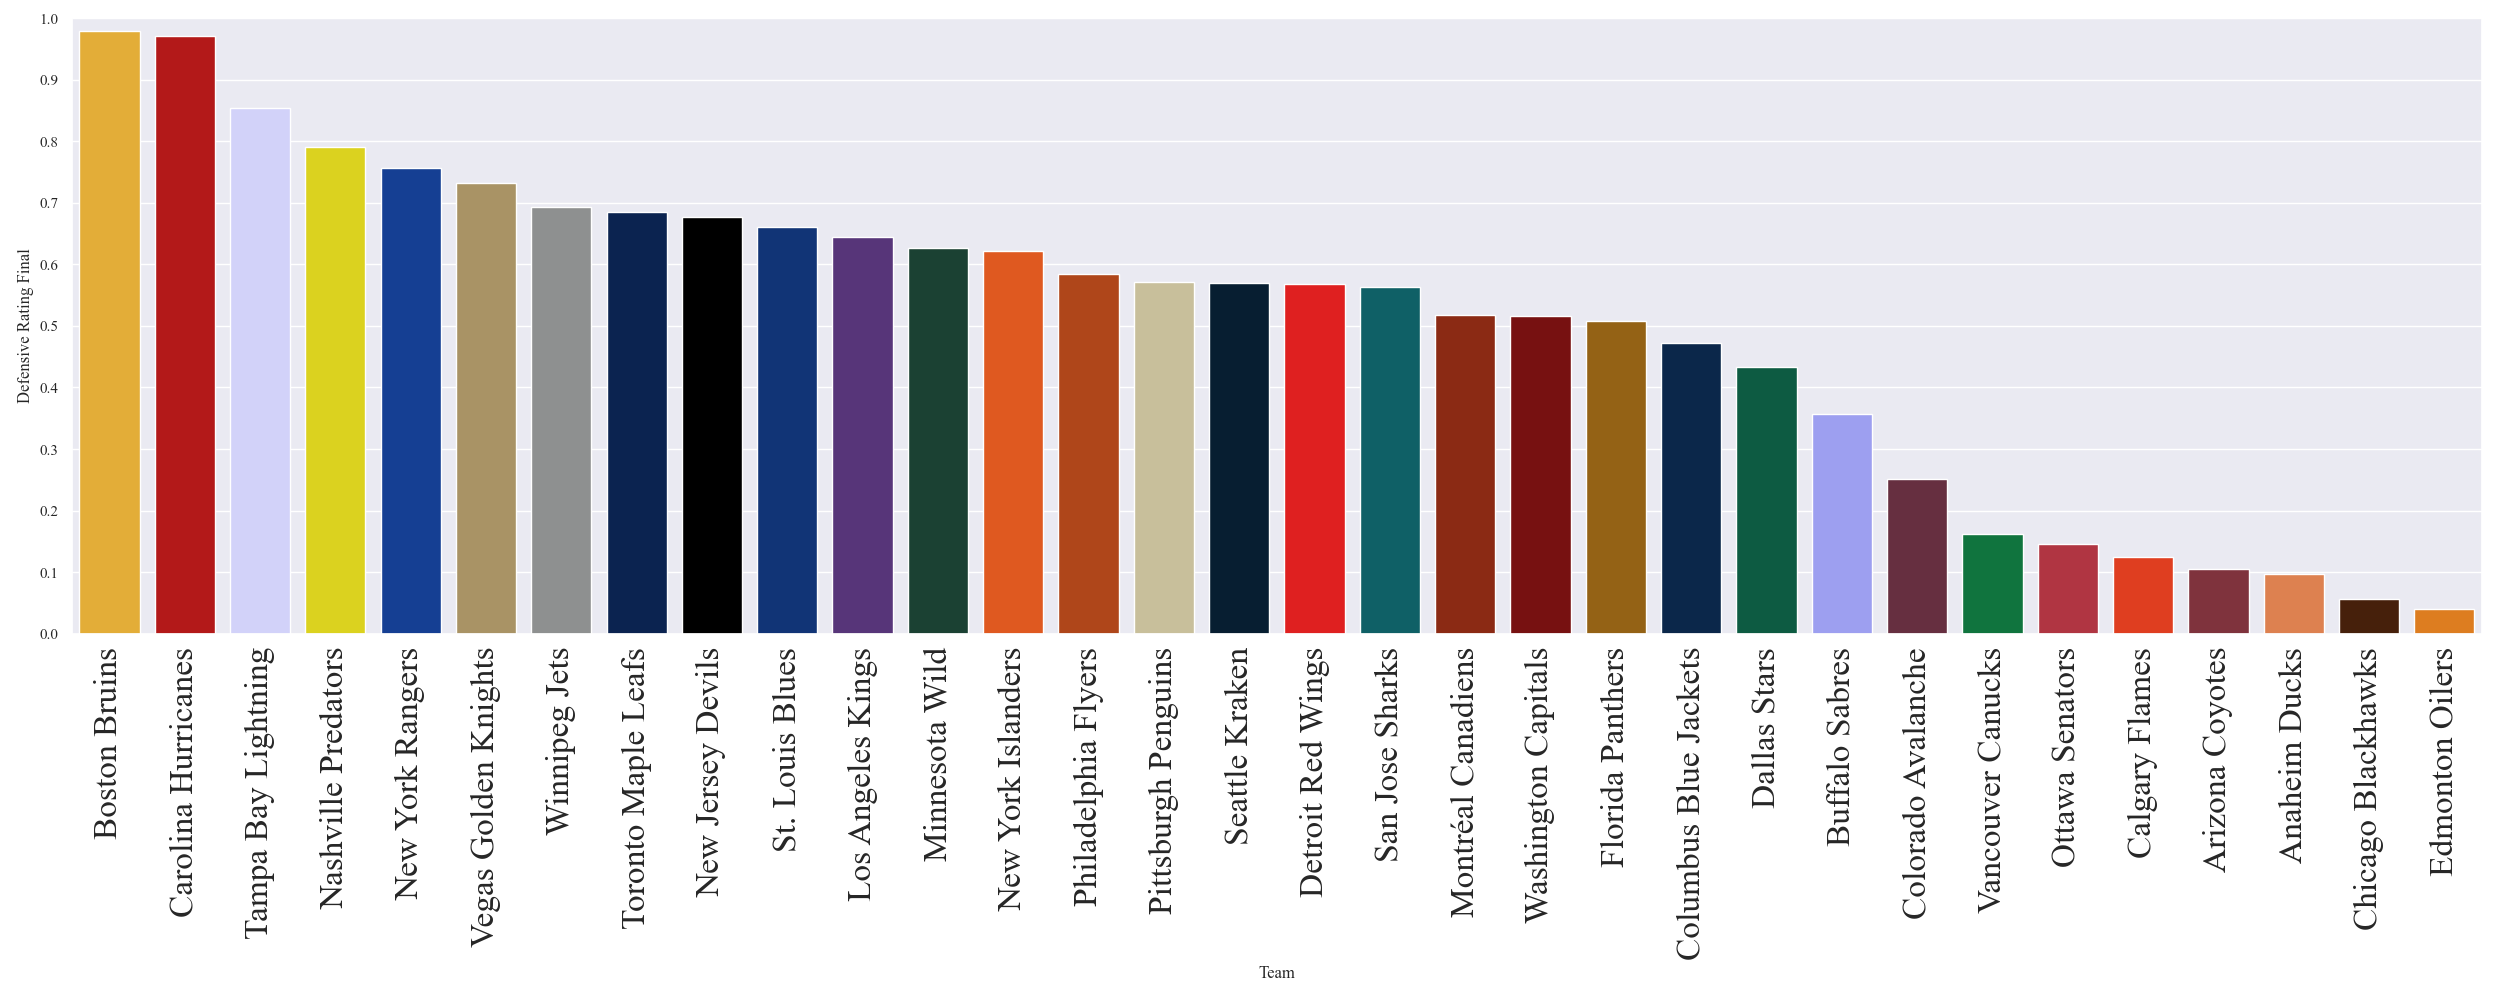 1.0
0.9
0.8
0.7
0.6
0.5
0.4
0.3
0.2
0.1
0.0
Defensive Rating Final
Boston Bruins
Carolina Hurricanes
Tampa Bay Lightning
Nashville Predators
New York Rangers
Vegas Golden Knights
Winnipeg Jets
Toronto Maple Leafs
New Jersey Devils
St. Louis Blues
Los Angeles Kings
Minnesota Wild
New York Islanders
Philadelphia Flyers
Pittsburgh Penguins
Seattle Kraken
Detroit Red Wings
San Jose Sharks
Montréal Canadiens
Washington Capitals
Florida Panthers
Columbus Blue Jackets
Dallas Stars
Buffalo Sabres
Colorado Avalanche
Vancouver Canucks
Ottawa Senators
Calgary Flames
Arizona Coyotes
Anaheim Ducks
Chicago Blackhawks
Edmonton Oilers
Team